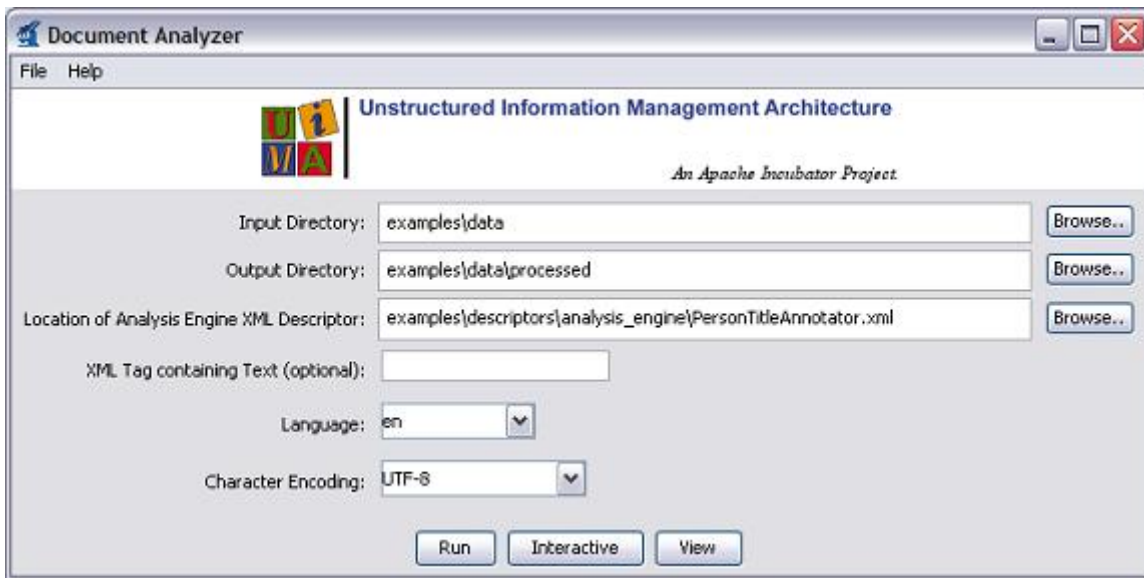 Document Analyzer
File Help
UiMA
Unstructured Information Management Architecture
An Apache Incubator Project.
Input Directory: examples\data Browse..
Output Directory: examples\data\processed Browse..
Location of Analysis Engine XML Descriptor: examples\descriptors\analysis_engine\PersonTitleAnnotator.xml Browse..
XML Tag containing Text (optional):
Language: en
Character Encoding: UTF-8
Run Interactive View